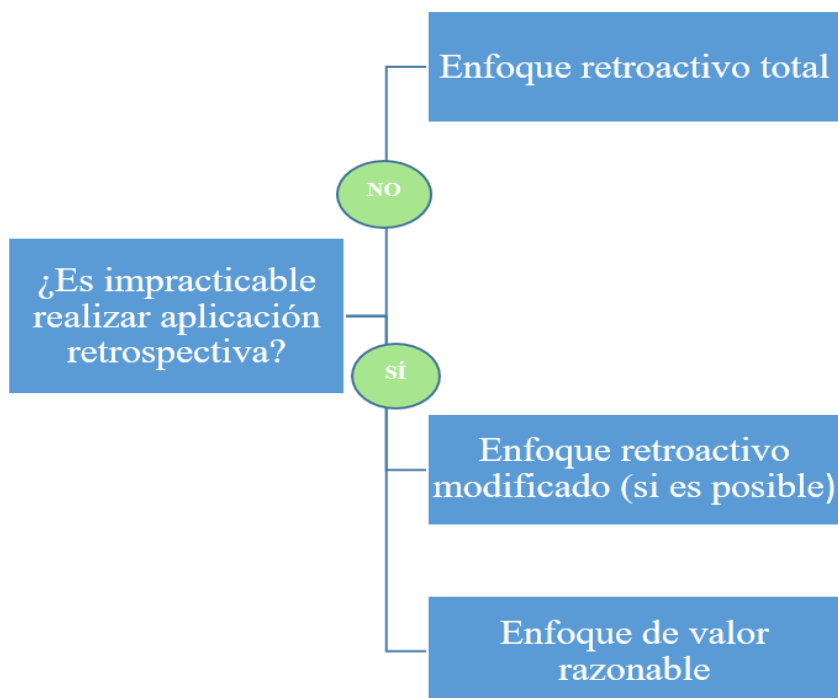 Enfoque retroactivo total
NO
¿Es impracticable
realizar aplicación
retrospectiva?
SÍ
Enfoque retroactivo
modificado (si es posible)
Enfoque de valor
razonable